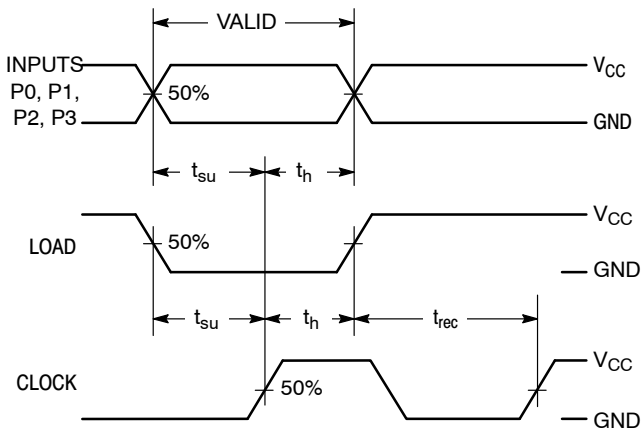 VALID
INPUTS
P0, P1,
P2, P3
50%
VCC
GND
tsu
th
LOAD
50%
VCC
GND
tsu
th
trec
CLOCK
50%
VCC
GND